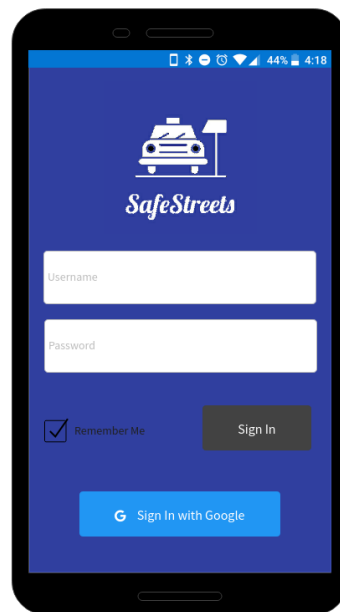 44% 4:18
SafeStreets
Username
Password
Remember Me
Sign In
G Sign In with Google